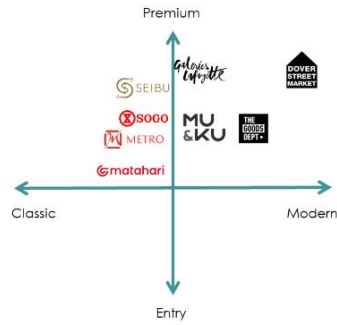 Premium
Galeries
Lafayette
DOVER
STREET
MARKET
SEIBU
SOGO
MU
&KU
THE
GOODS
DEPT
METRO
matahari
Classic
Modern
Entry